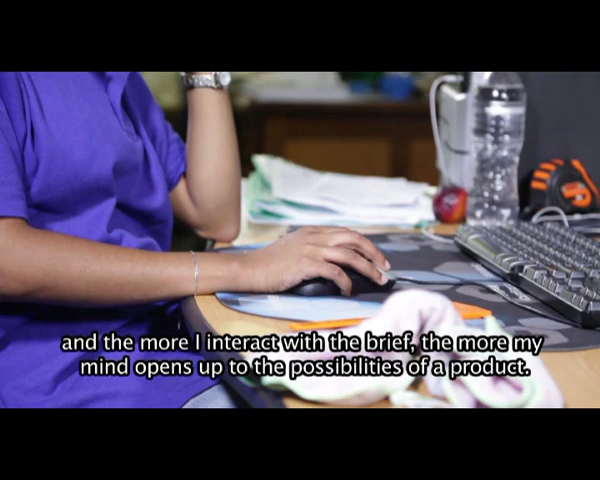 and the more I interact with the brief, the more my
mind opens up to the possibilities of a product.